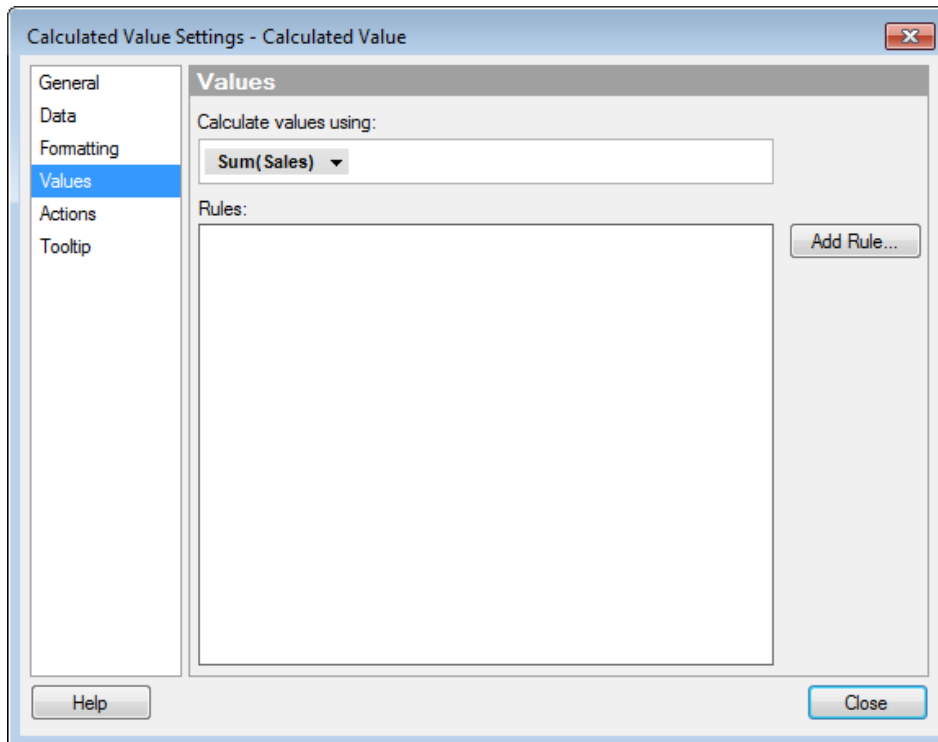 Calculated Value Settings - Calculated Value
General
Data
Formatting
Values
Actions
Tooltip
Values
Calculate values using:
Sum(Sales)
Rules:
Add Rule...
Help
Close